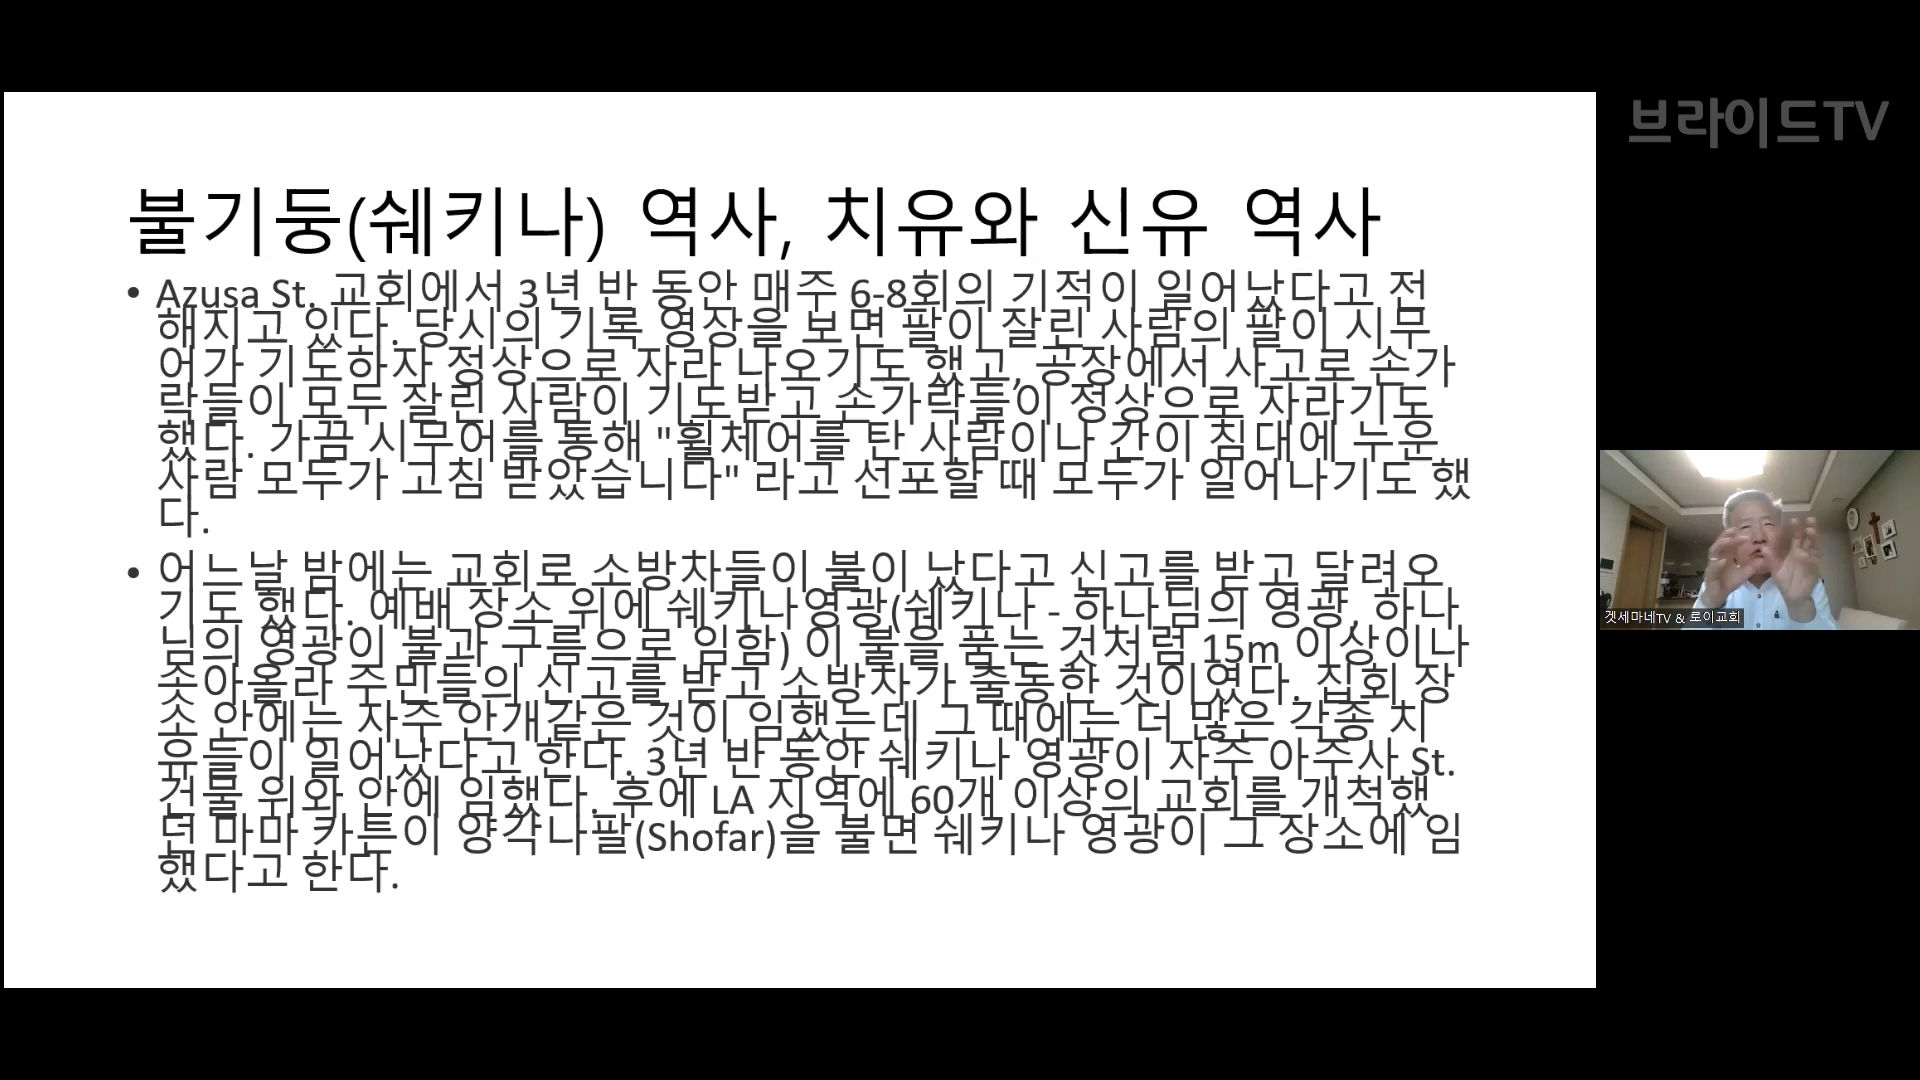 브라이드TV
불기둥(쉐키나) 역사, 치유와 신유 역사
• Azusa St. 교회에서 3년 반 동안 매주 6-8회의 기적이 일어났다고 전
해지고 있다. 당시의 기록 영상을 보면 팔이 잘린 사람의 팔이 시무
어가 기도하자 정상으로 자라 나오기도 했고, 공장에서 사고로 손가
락들이 모두 잘린 사람이 기도받고 손가락들이 정상으로 자라기도
했다. 가끔 시무어를 통해 "휠체어를 탄 사람이나 간이 침대에 누운
사람 모두가 고침 받았습니다" 라고 선포할 때 모두가 일어나기도 했
다.
• 어느날 밤에는 교회로 소방차들이 불이 났다고 신고를 받고 달려오
기도 했다. 예배 장소 위에 쉐키나영광(쉐키나 - 하나님의 영광, 하나
님의 영광이 불과 구름으로 임함) 이 불을 품는 것처럼 15m 이상이나
솟아올라 주민들의 신고를 받고 소방차가 출동한 것이였다. 집회 장
소 안에는 자주 안개같은 것이 임했는데 그 때에는 더 많은 각종 치
유들이 일어났다고 한다. 3년 반 동안 쉐키나 영광이 자주 아주사 St.
건물 위와 안에 임했다. 후에 LA 지역에 60개 이상의 교회를 개척했
던 마마 카튼이 양각나팔(Shofar)을 불면 쉐키나 영광이 그 장소에 임
했다고 한다.
겟세마네TV & 로이교회